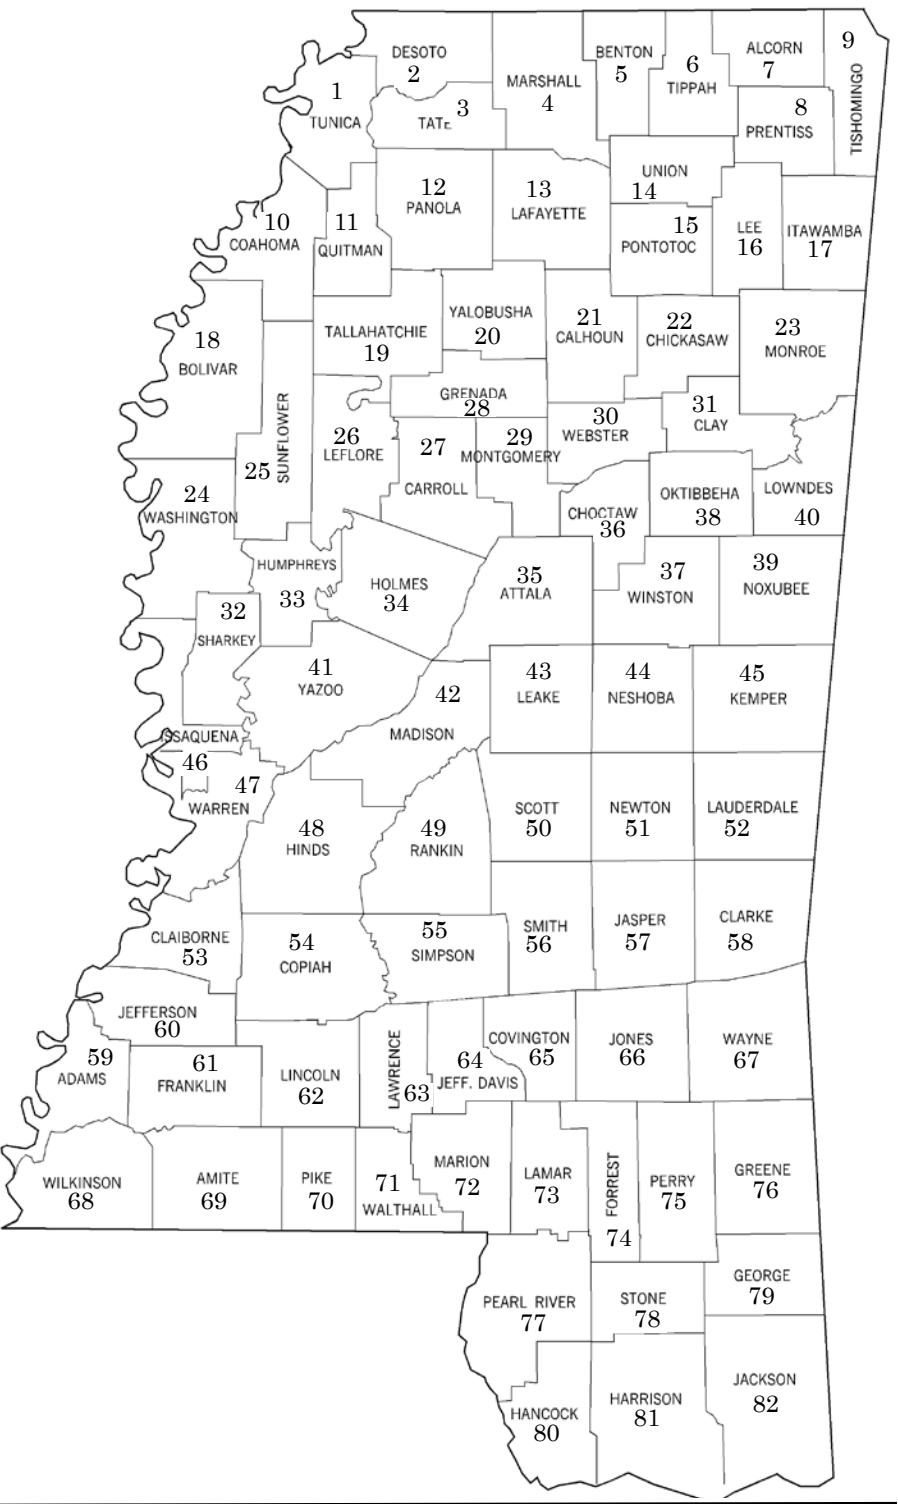 DESOTO
2
BENTON
5
6
TIPPAH
ALCORN
7
9
TISHOMINGO
1
TUNICA
3
TATE
MARSHALL
4
8
PRENTISS
12
PANOLA
13
LAFAYETTE
UNION
14
10
COAHOMA
11
QUITMAN
15
PONTOTOC
LEE
16
ITAWAMBA
17
18
BOLIVAR
TALLAHATCHIE
19
YALOBUSHA
20
21
CALHOUN
22
CHICKASAW
23
MONROE
GRENADA
28
SUNFLOWER
25
26
LEFLORE
27
CARROLL
29
MONTGOMERY
30
WEBSTER
31
CLAY
24
WASHINGTON
CHOCTAW
36
OKTIBBEHA
38
LOWNDES
40
HUMPHREYS
33
HOLMES
34
35
ATTALA
37
WINSTON
39
NOXUBEE
32
SHARKEY
41
YAZOO
42
MADISON
43
LEAKE
44
NESHOBA
45
KEMPER
ISSAQUENA
46
47
WARREN
48
HINDS
49
RANKIN
SCOTT
50
NEWTON
51
LAUDERDALE
52
CLAIBORNE
53
54
COPIAH
55
SIMPSON
SMITH
56
JASPER
57
CLARKE
58
JEFFERSON
60
59
ADAMS
61
FRANKLIN
LINCOLN
62
LAWRENCE
63
64
JEFF. DAVIS
COVINGTON
65
JONES
66
WAYNE
67
WILKINSON
68
AMITE
69
PIKE
70
71
WALTHALL
MARION
72
LAMAR
73
FORREST
74
PERRY
75
GREENE
76
PEARL RIVER
77
STONE
78
GEORGE
79
HANCOCK
80
HARRISON
81
JACKSON
82